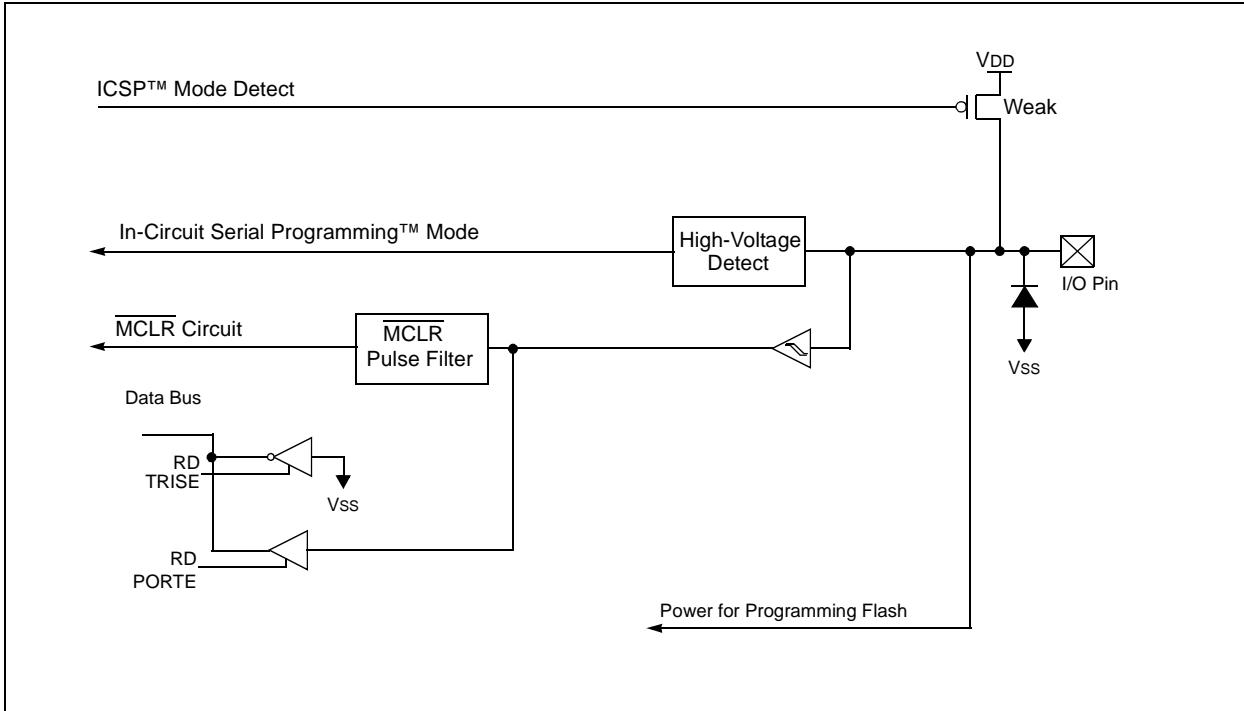 VDD
ICSP™ Mode Detect
Weak
In-Circuit Serial Programming™ Mode
High-Voltage
Detect
I/O Pin
MCLR Circuit
MCLR
Pulse Filter
VSS
Data Bus
RD
TRISE
VSS
RD
PORTE
Power for Programming Flash